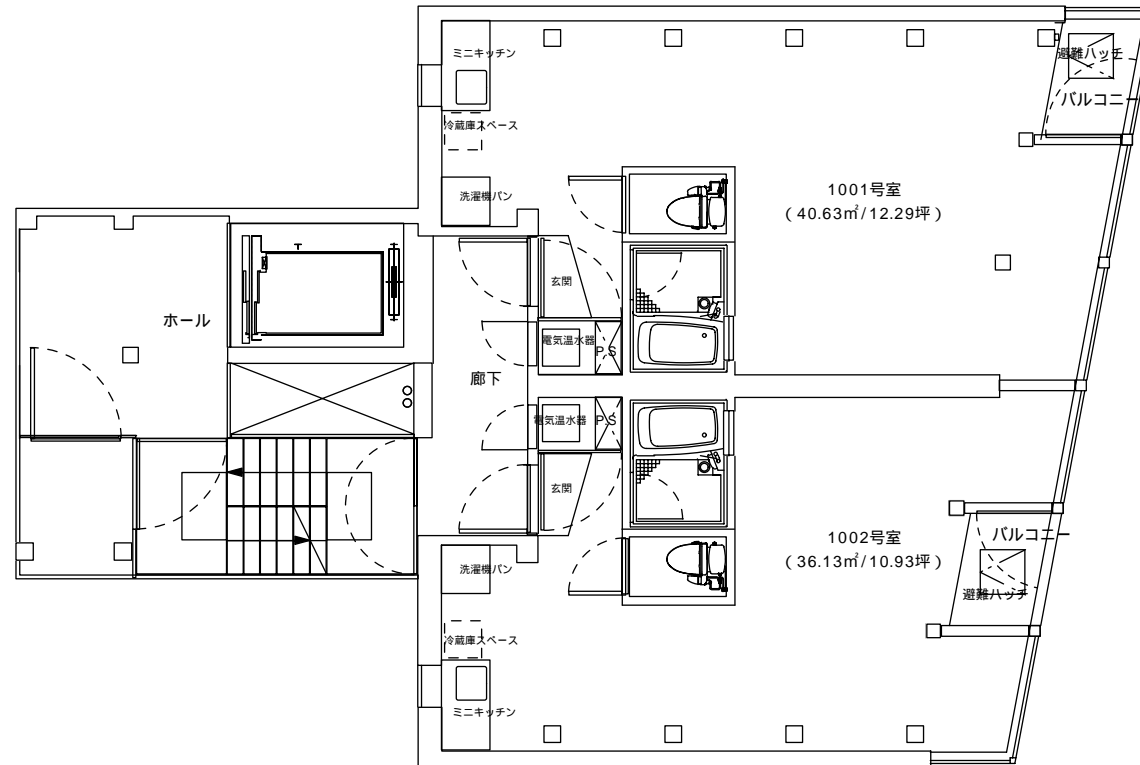 ミニキッチン
避難ハッチ
バルコニー
冷蔵庫スペース
洗濯機パン
1001号室
(40.63㎡/12.29坪)
玄関
ホール
電気温水器
P.S
廊下
電気温水器
P.S
玄関
1002号室
(36.13㎡/10.93坪)
バルコニー
洗濯機パン
避難ハッチ
冷蔵庫スペース
ミニキッチン